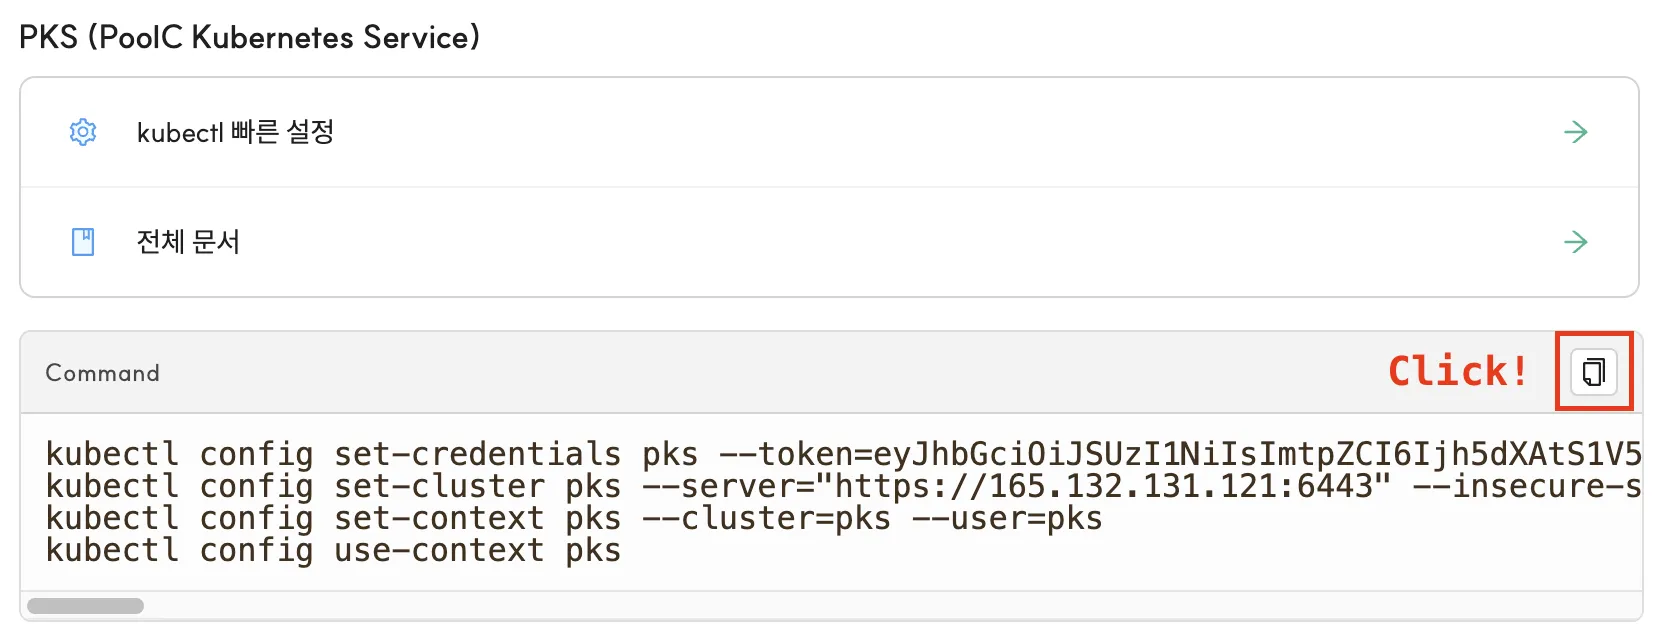 PKS (PoolC Kubernetes Service)
kubectl 빠른 설정
전체 문서
Command
Click!
kubectl config set-credentials pks --token=eyJhbGciOiJSUzI1NiIsImtpZCI6Ijh5dXAtS1V5
kubectl config set-cluster pks --server="https://165.132.131.121:6443" --insecure-s
kubectl config set-context pks --cluster=pks --user=pks
kubectl config use-context pks